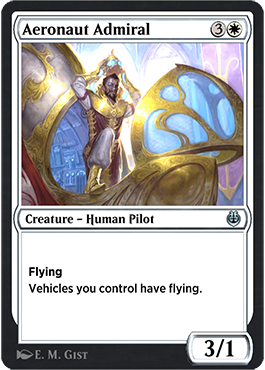 Aeronaut Admiral 3
Creature – Human Pilot
Flying
Vehicles you control have flying.
3/1
E. M. Gist